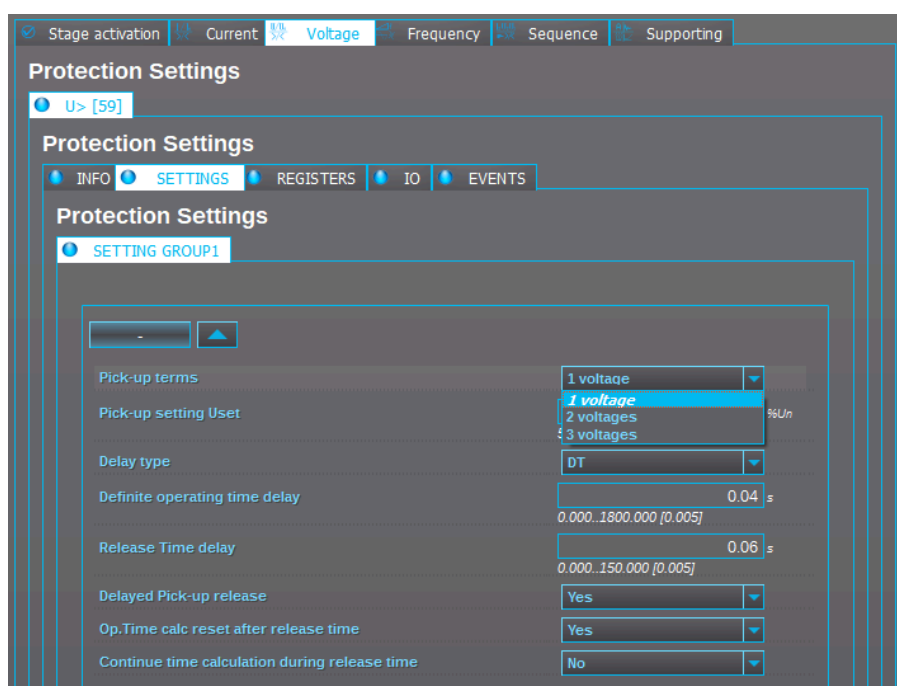 Stage activation Current Voltage Frequency Sequence Supporting
Protection Settings
U> [59]
Protection Settings
INFO SETTINGS REGISTERS IO EVENTS
Protection Settings
SETTING GROUP1
-
Pick-up terms 1 voltage
1 voltage
Pick-up setting Uset 2 voltages %Un
3 voltages
Delay type DT
Definite operating time delay 0.04 s
0.000..1800.000 [0.005]
Release Time delay 0.06 s
0.000..150.000 [0.005]
Delayed Pick-up release Yes
Op.Time calc reset after release time Yes
Continue time calculation during release time No